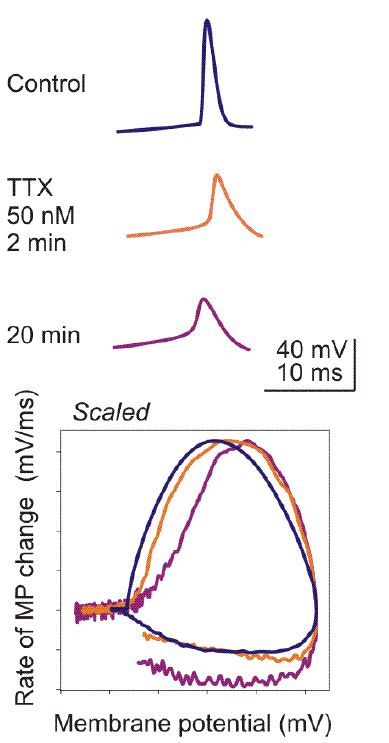 Control
TTX
50 nM
2 min
20 min
40 mV
10 ms
Scaled
Rate of MP change (mV/ms)
Membrane potential (mV)